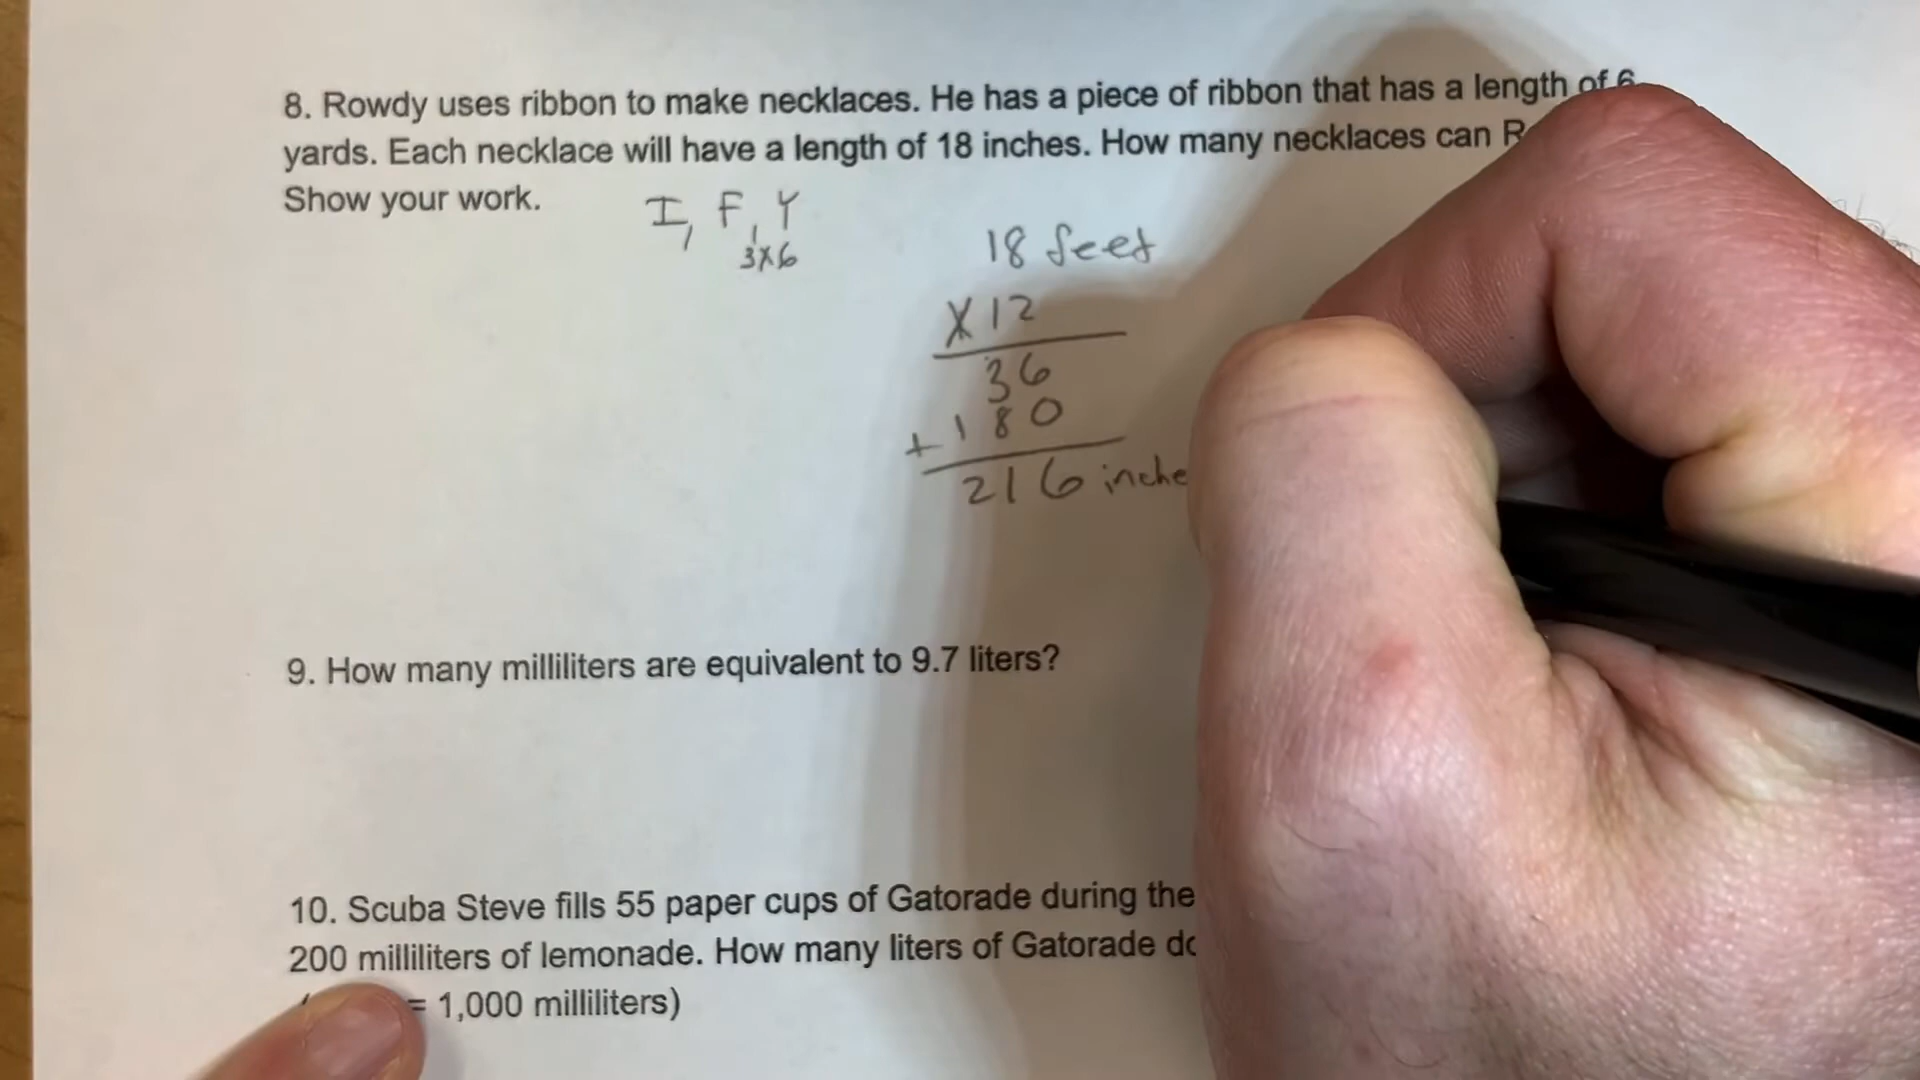 8. Rowdy uses ribbon to make necklaces. He has a piece of ribbon that has a length of 6
yards. Each necklace will have a length of 18 inches. How many necklaces can
Show your work.
I, F, Y
3x6
18 feet
X 12
36
+ 180
216 inche
9. How many milliliters are equivalent to 9.7 liters?
10. Scuba Steve fills 55 paper cups of Gatorade during the
200 milliliters of lemonade. How many liters of Gatorade
= 1,000 milliliters)